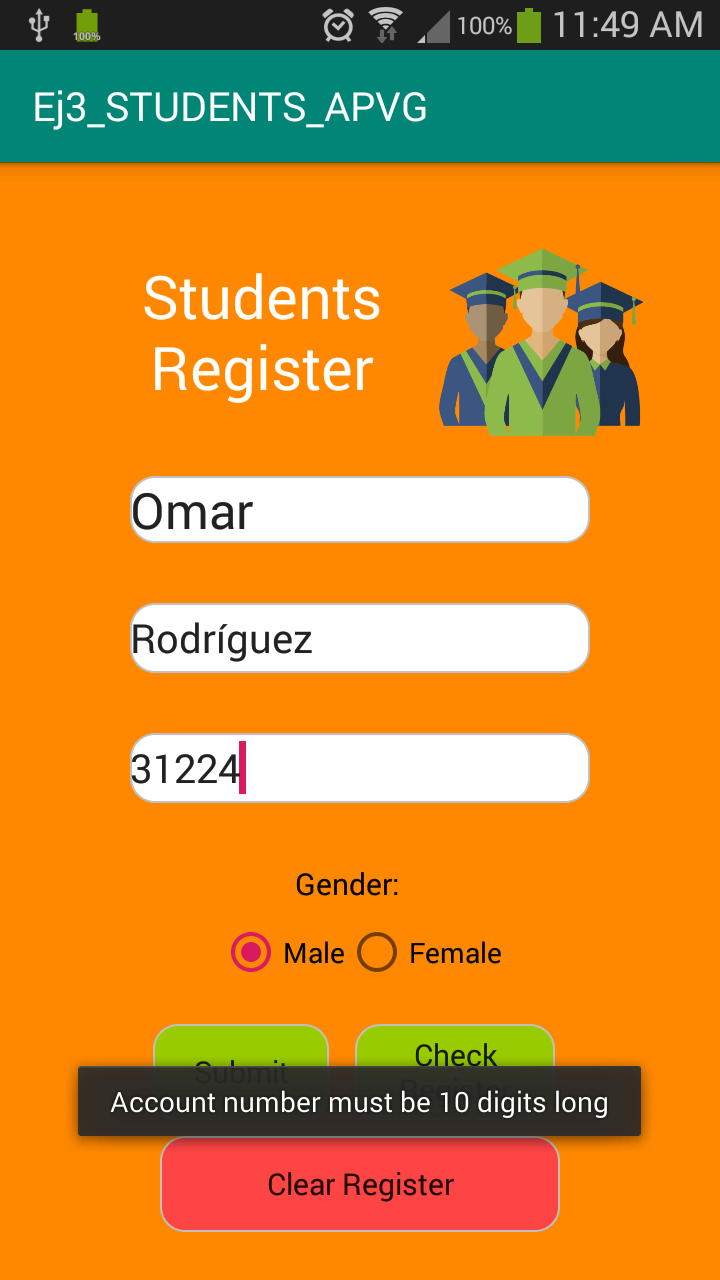 100%
100%
11:49 AM
Ej3_STUDENTS_APVG
Students
Register
Omar
Rodríguez
31224
Gender:
Male
Female
Submit
Check
Register
Account number must be 10 digits long
Clear Register